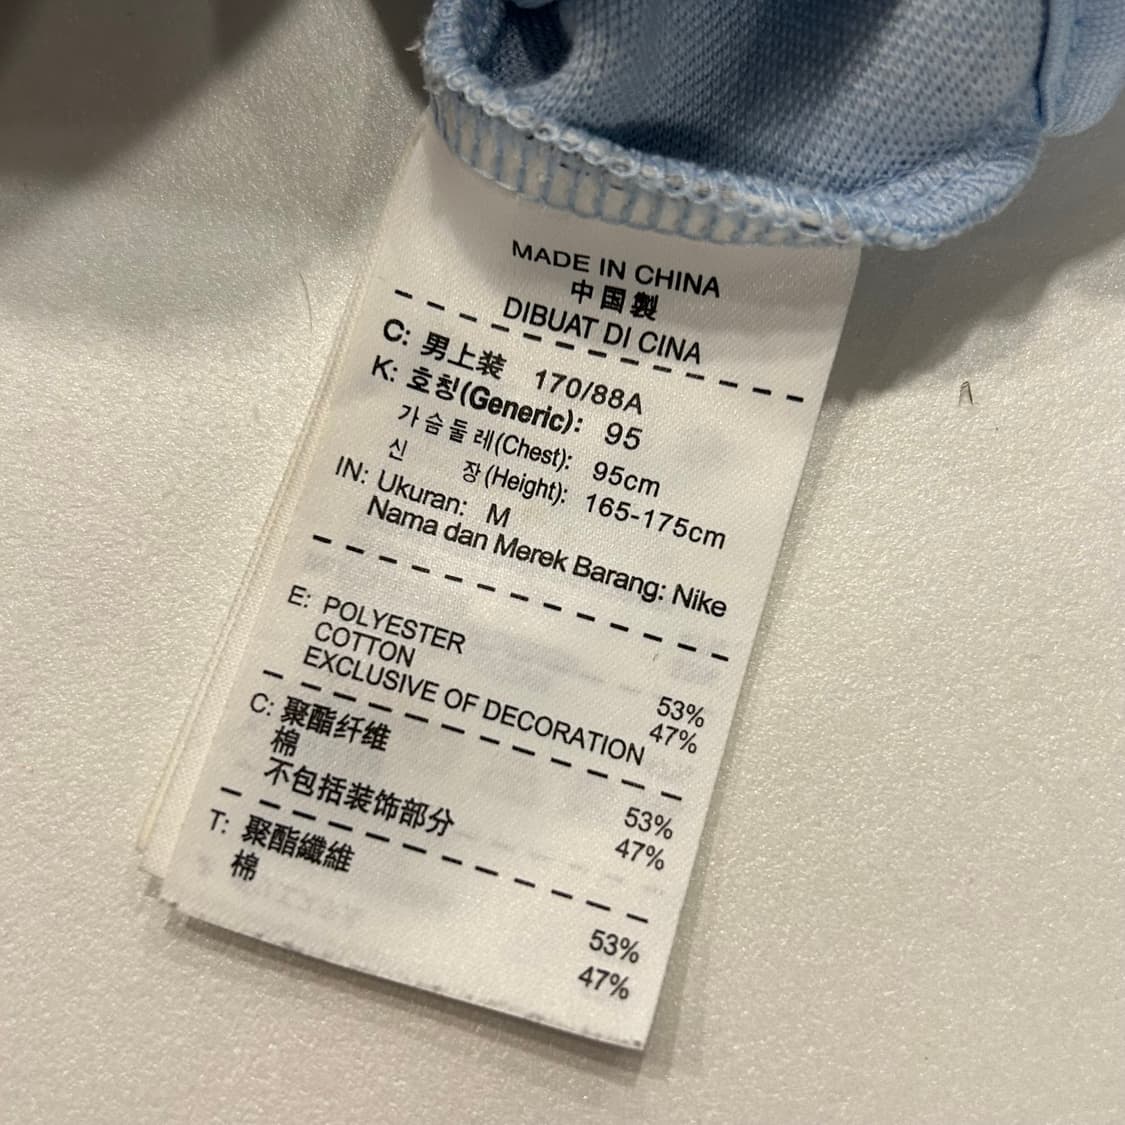 MADE IN CHINA
中国製
DIBUAT DI CINA
C: 男上装 170/88A
K: 호칭(Generic): 95
가슴둘레(Chest): 95cm
신 장(Height): 165-175cm
IN: Ukuran: M
Nama dan Merek Barang: Nike
E: POLYESTER 53%
COTTON 47%
EXCLUSIVE OF DECORATION
C: 聚酯纤维 53%
棉 47%
不包括装饰部分
T: 聚酯纖維 53%
棉 47%